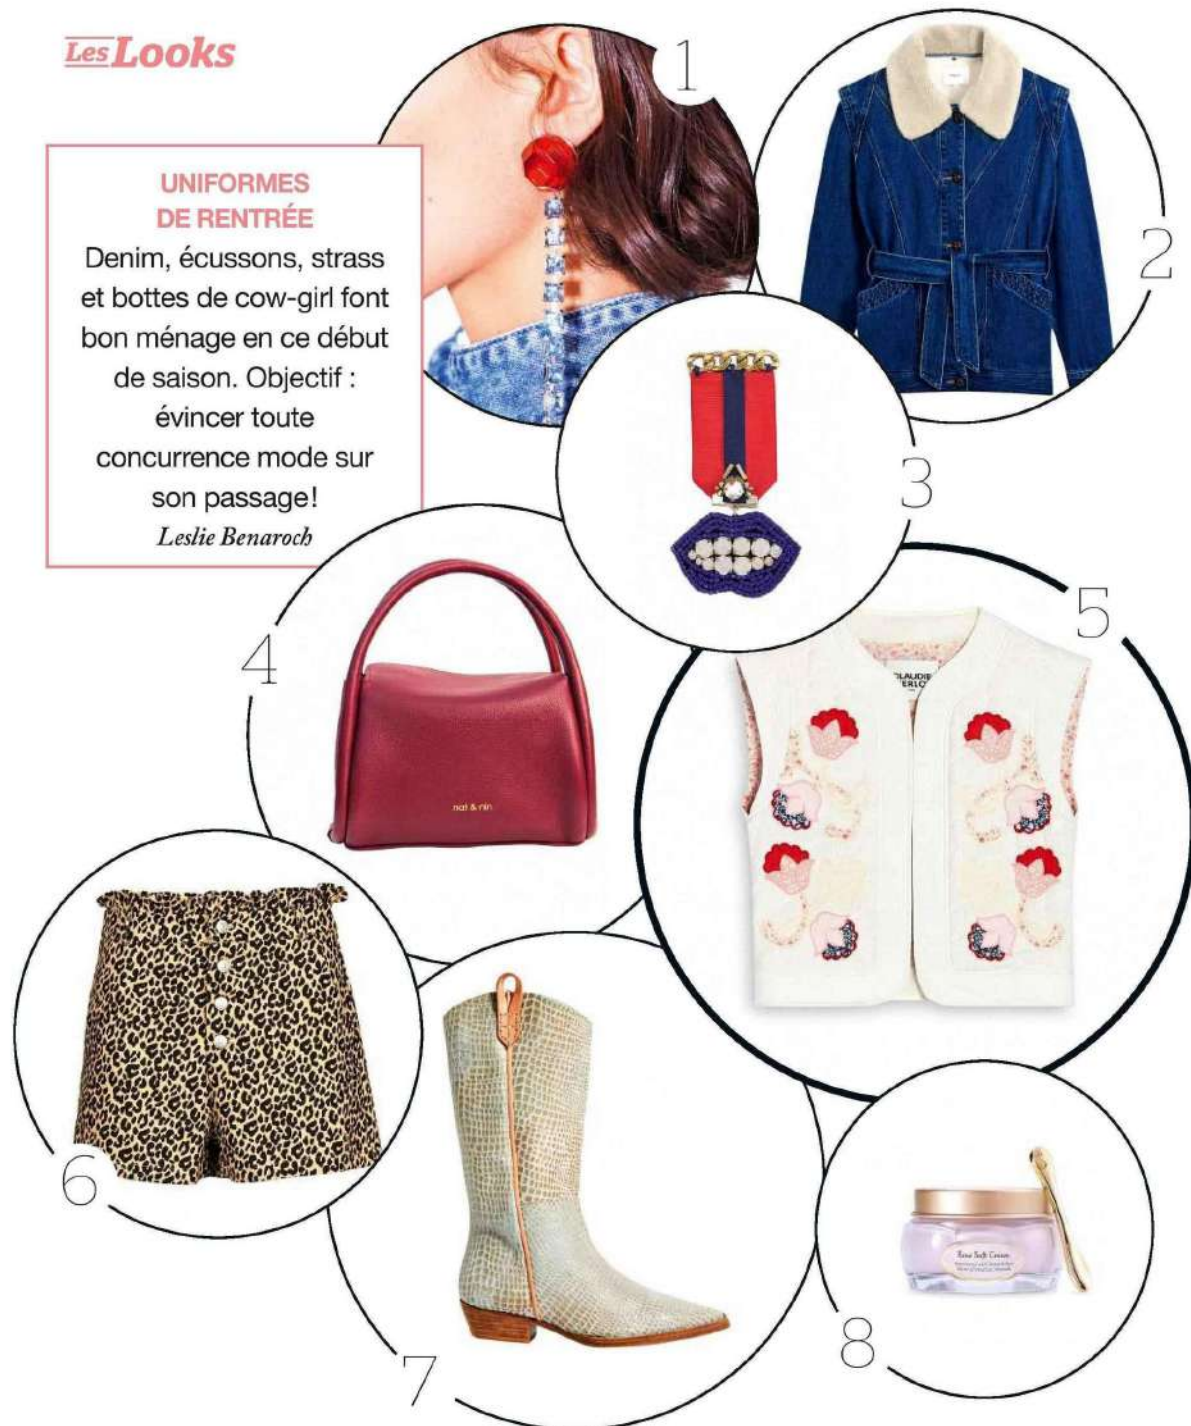 Les Looks
UNIFORMES
DE RENTRÉE
Denim, écussons, strass
et bottes de cow-girl font
bon ménage en ce début
de saison. Objectif :
évincer toute
concurrence mode sur
son passage!
Leslie Benaroch
1
2
3
4
nat & nin
5
6
7
Rose Soft Cream
8